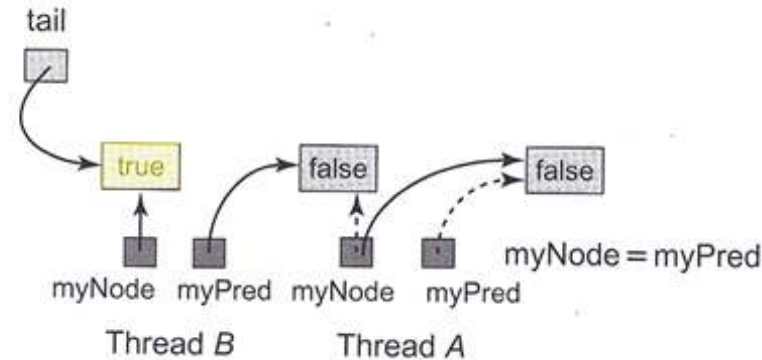 tail
true
false
false
myNode = myPred
myNode myPred myNode myPred
Thread B Thread A